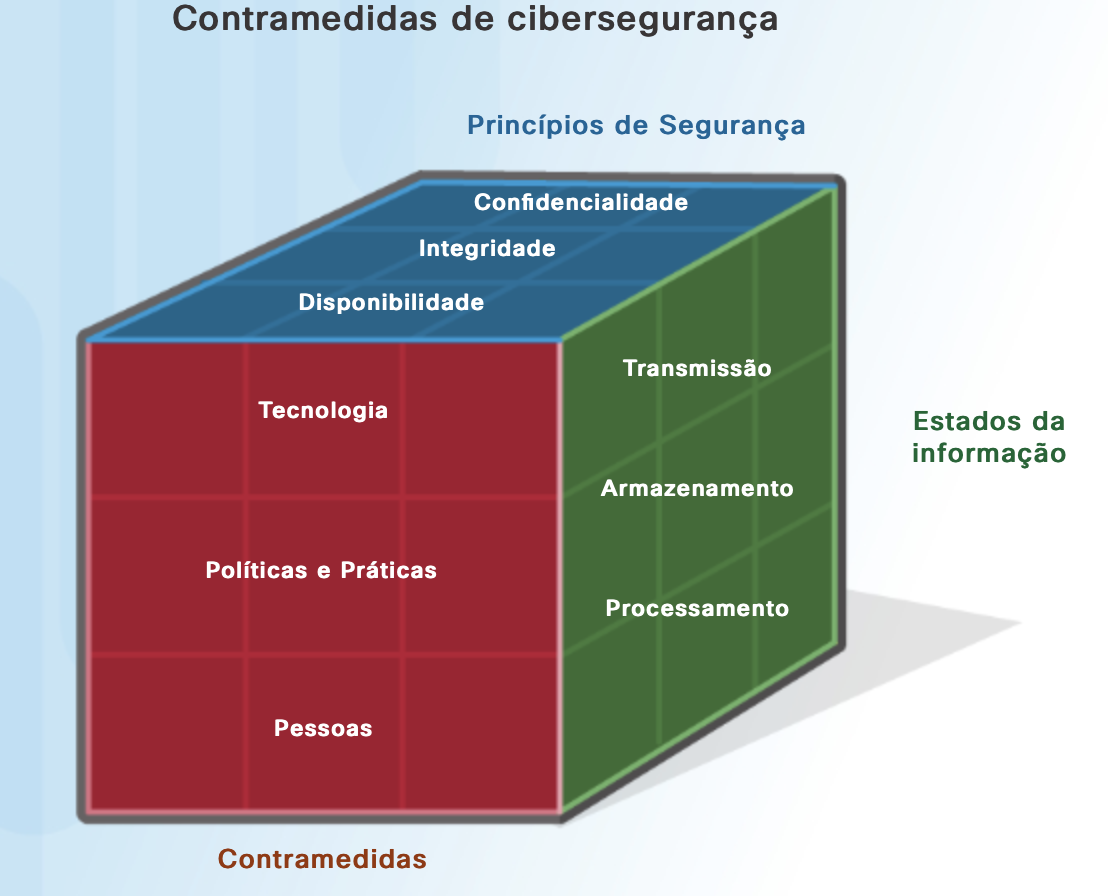 Contramedidas de cibersegurança
Princípios de Segurança
Confidencialidade
Integridade
Disponibilidade
Transmissão
Tecnologia
Estados da
informação
Armazenamento
Políticas e Práticas
Processamento
Pessoas
Contramedidas